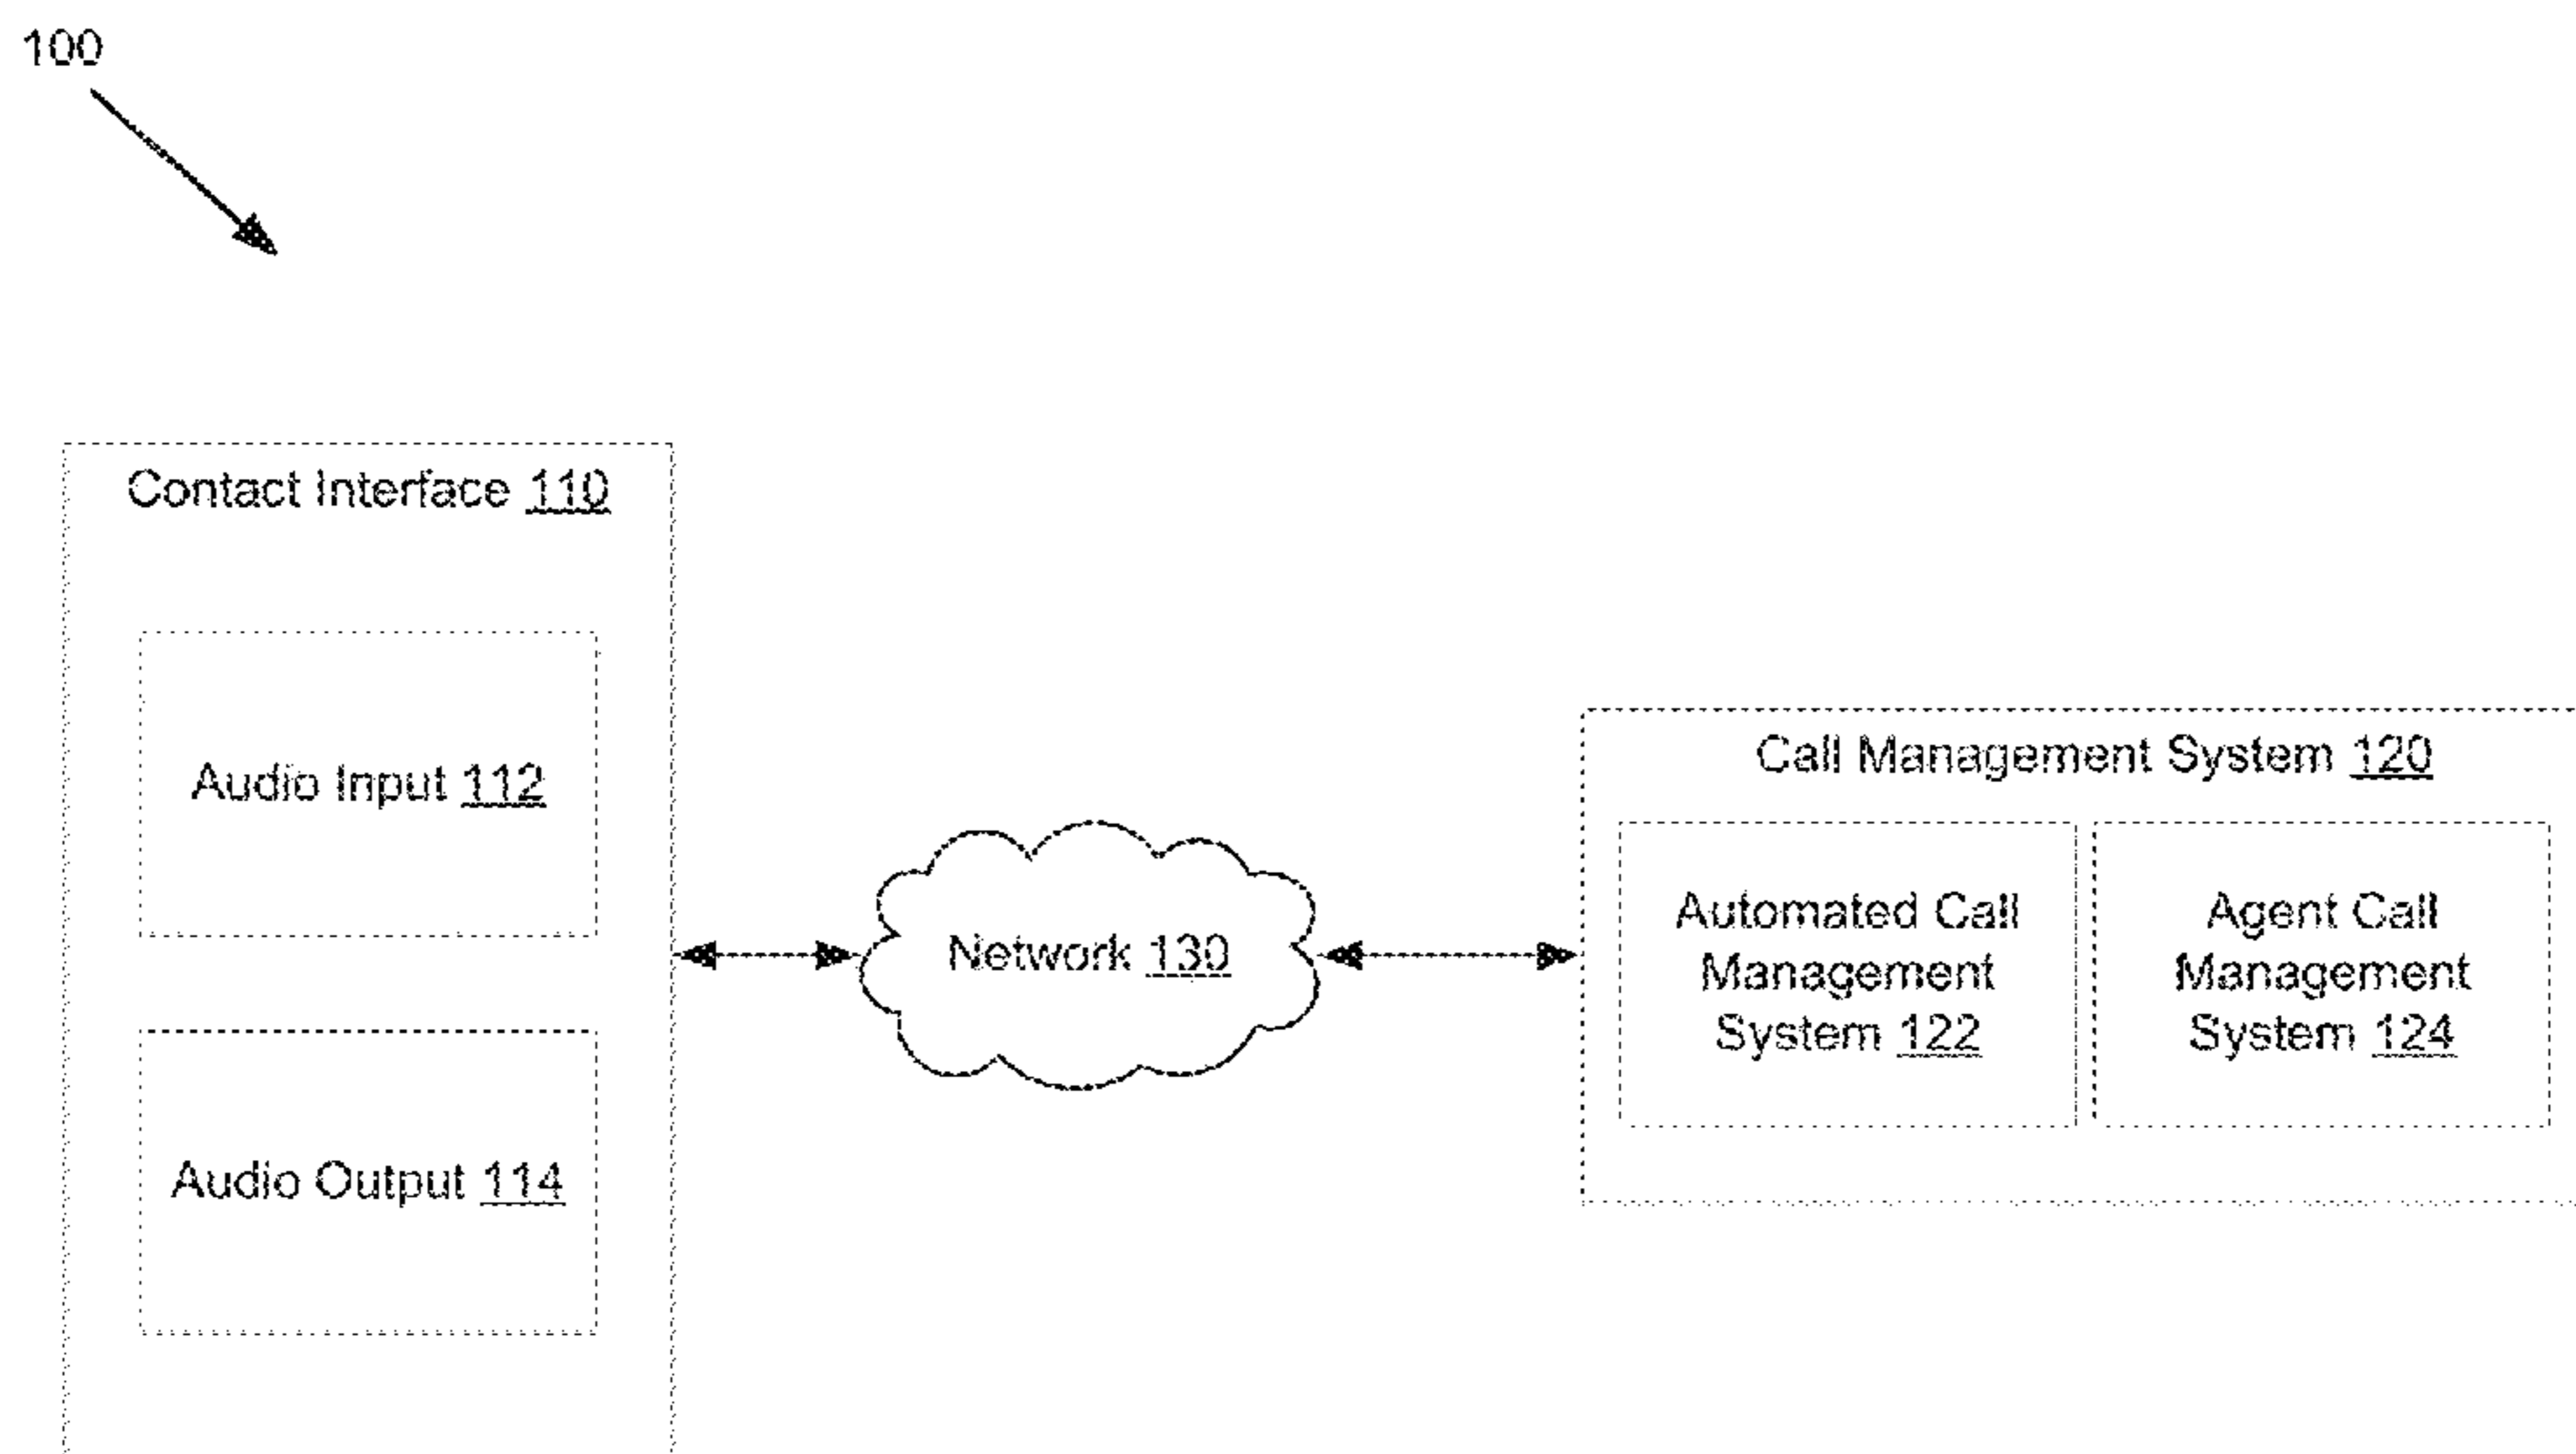 100
Contact Interface 110
Audio Input 112
Audio Output 114
Network 130
Call Management System 120
Automated Call
Management
System 122
Agent Call
Management
System 124